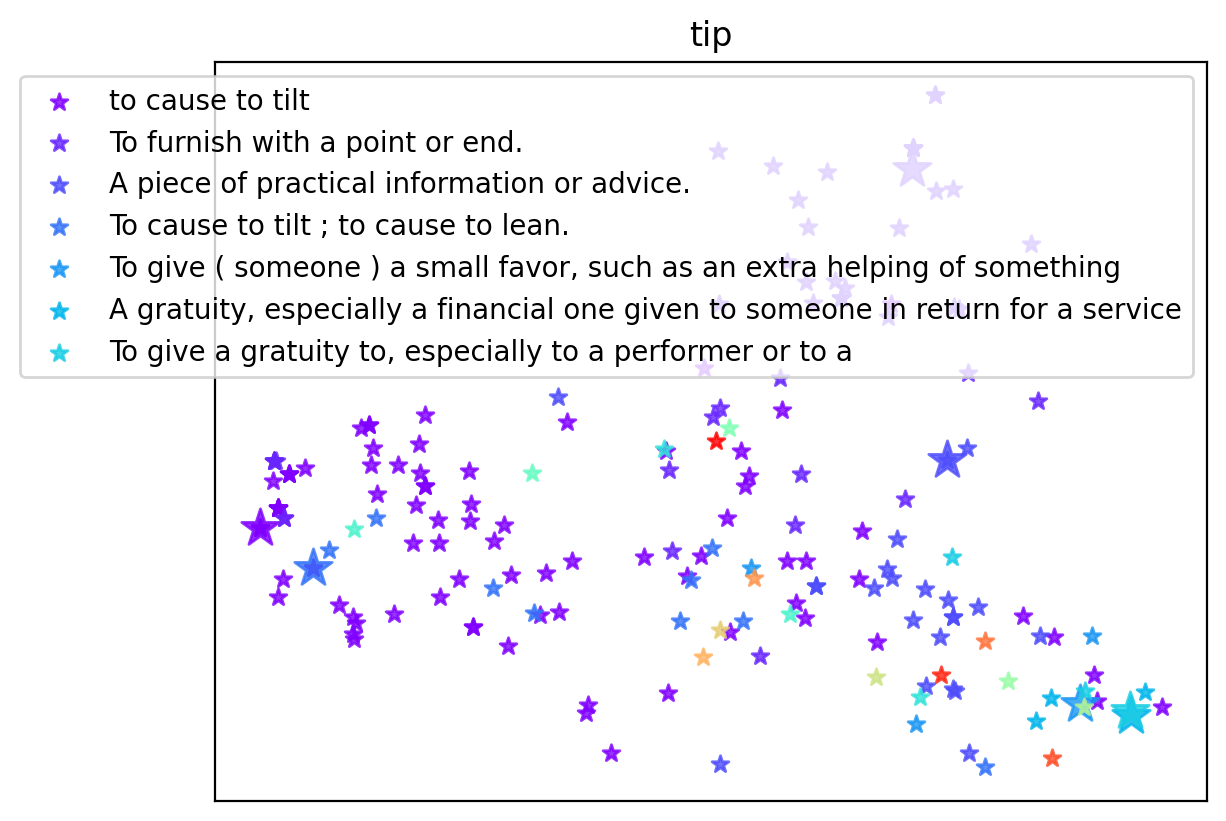 tip
to cause to tilt
To furnish with a point or end.
A piece of practical information or advice.
To cause to tilt ; to cause to lean.
To give ( someone ) a small favor, such as an extra helping of something
A gratuity, especially a financial one given to someone in return for a service
To give a gratuity to, especially to a performer or to a